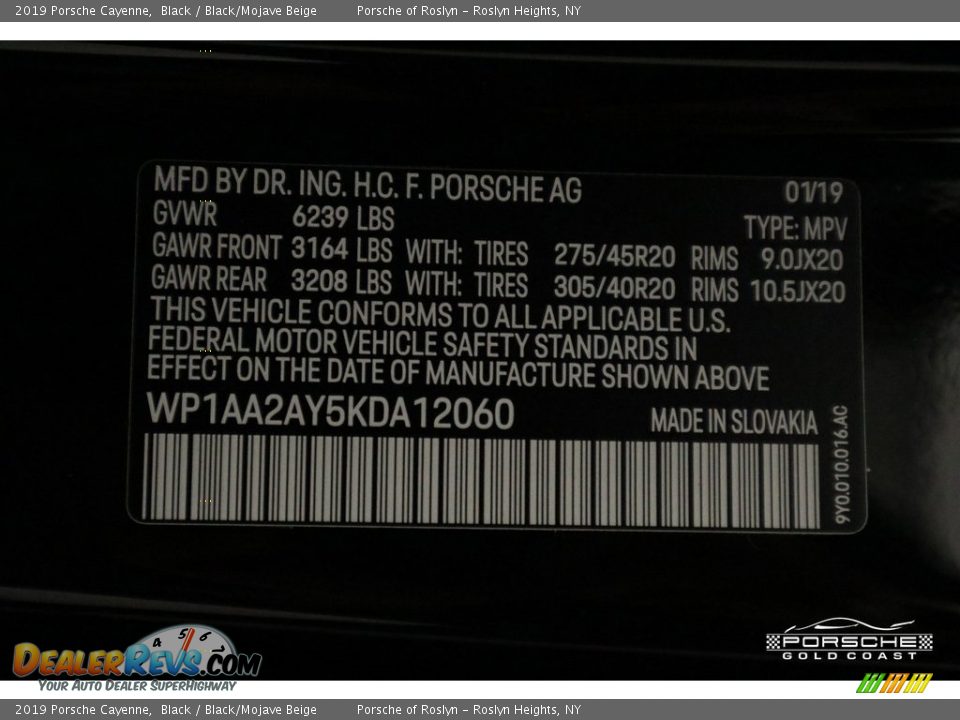 2019 Porsche Cayenne, Black / Black/Mojave Beige Porsche of Roslyn - Roslyn Heights, NY
MFD BY DR. ING. H.C. F. PORSCHE AG 01/19
GVWR 6239 LBS TYPE: MPV
GAWR FRONT 3164 LBS WITH: TIRES 275/45R20 RIMS 9.0JX20
GAWR REAR 3208 LBS WITH: TIRES 305/40R20 RIMS 10.5JX20
THIS VEHICLE CONFORMS TO ALL APPLICABLE U.S.
FEDERAL MOTOR VEHICLE SAFETY STANDARDS IN
EFFECT ON THE DATE OF MANUFACTURE SHOWN ABOVE
WP1AA2AY5KDA12060 MADE IN SLOVAKIA
9Y0.010.016.AC
4 5 6
DEALERREVS.COM
YOUR AUTO DEALER SUPERHIGHWAY
PORSCHE
GOLD COAST
2019 Porsche Cayenne, Black / Black/Mojave Beige Porsche of Roslyn - Roslyn Heights, NY